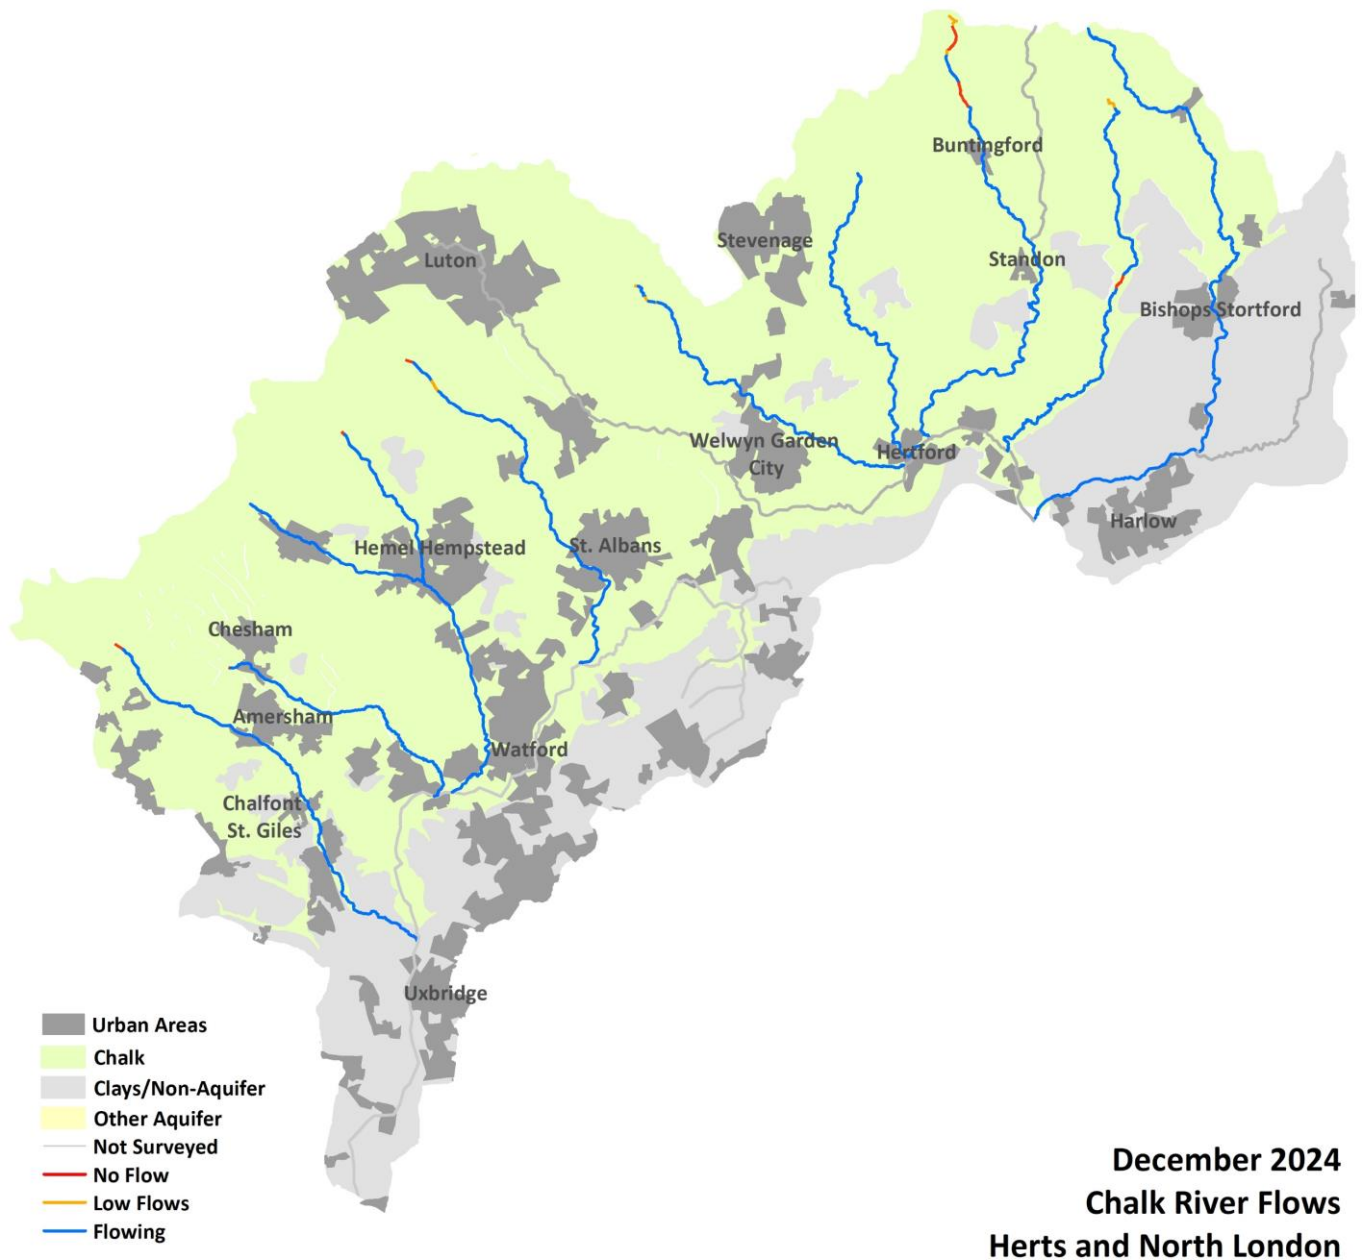 Buntingford
Stevenage
Luton
Standon
Bishops Stortford
Welwyn Garden
City
Hertford
Harlow
Hemel Hempstead
St. Albans
Chesham
Amersham
Watford
Chalfont
St. Giles
Uxbridge
Urban Areas
Chalk
Clays/Non-Aquifer
Other Aquifer
Not Surveyed
No Flow
Low Flows
Flowing
December 2024
Chalk River Flows
Herts and North London